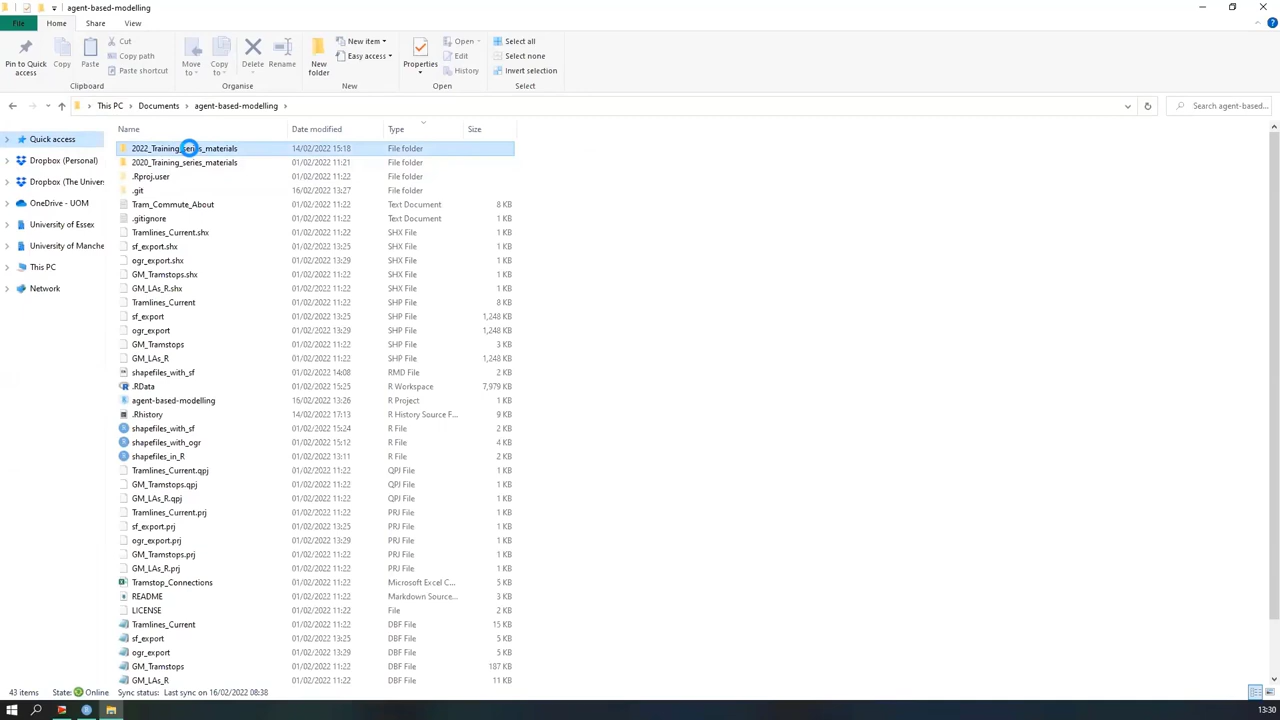 agent-based-modelling
File Home Share View
Pin to Quick access
Copy
Paste
Cut
Copy path
Paste shortcut
Clipboard
Move to
Copy to
Delete
Rename
Organise
New folder
New item
Easy access
New
Properties
Open
Edit
History
Open
Select all
Select none
Invert selection
Select
This PC Documents agent-based-modelling
Search agent-based...
Quick access
Dropbox (Personal)
Dropbox (The Univer
OneDrive - UOM
University of Essex
University of Manche
This PC
Network
Name Date modified Type Size
2022_Training_series_materials 14/02/2022 15:18 File folder
2020_Training_series_materials 01/02/2022 11:21 File folder
.Rproj.user 01/02/2022 11:22 File folder
.git 16/02/2022 13:27 File folder
Tram_Commute_About 01/02/2022 11:22 Text Document 8 KB
.gitignore 01/02/2022 11:22 Text Document 1 KB
Tramlines_Current.shx 01/02/2022 11:22 SHX File 1 KB
sf_export.shx 01/02/2022 13:25 SHX File 1 KB
ogr_export.shx 01/02/2022 13:29 SHX File 1 KB
GM_Tramstops.shx 01/02/2022 11:22 SHX File 1 KB
GM_LAs_R.shx 01/02/2022 11:22 SHX File 1 KB
Tramlines_Current 01/02/2022 11:22 SHP File 8 KB
sf_export 01/02/2022 13:25 SHP File 1,248 KB
ogr_export 01/02/2022 13:29 SHP File 1,248 KB
GM_Tramstops 01/02/2022 11:22 SHP File 3 KB
GM_LAs_R 01/02/2022 11:22 SHP File 1,248 KB
shapefiles_with_sf 01/02/2022 14:08 RMD File 2 KB
.RData 01/02/2022 15:25 R Workspace 7,979 KB
agent-based-modelling 16/02/2022 13:26 R Project 1 KB
.Rhistory 14/02/2022 17:13 R History Source F... 9 KB
shapefiles_with_sf 01/02/2022 15:24 R File 2 KB
shapefiles_with_ogr 01/02/2022 15:12 R File 4 KB
shapefiles_in_R 01/02/2022 13:11 R File 2 KB
Tramlines_Current.qpj 01/02/2022 11:22 QPJ File 1 KB
GM_Tramstops.qpj 01/02/2022 11:22 QPJ File 1 KB
GM_LAs_R.qpj 01/02/2022 11:22 QPJ File 1 KB
Tramlines_Current.prj 01/02/2022 11:22 PRJ File 1 KB
sf_export.prj 01/02/2022 13:25 PRJ File 1 KB
ogr_export.prj 01/02/2022 13:29 PRJ File 1 KB
GM_Tramstops.prj 01/02/2022 11:22 PRJ File 1 KB
GM_LAs_R.prj 01/02/2022 11:22 PRJ File 1 KB
Tramstop_Connections 01/02/2022 11:22 Microsoft Excel C... 5 KB
README 01/02/2022 11:22 Markdown Source... 3 KB
LICENSE 01/02/2022 11:22 File 2 KB
Tramlines_Current 01/02/2022 11:22 DBF File 15 KB
sf_export 01/02/2022 13:25 DBF File 5 KB
ogr_export 01/02/2022 13:29 DBF File 5 KB
GM_Tramstops 01/02/2022 11:22 DBF File 187 KB
GM_LAs_R 01/02/2022 11:22 DBF File 11 KB
43 items State: Online Sync status: Last sync on 16/02/2022 08:38
13:30